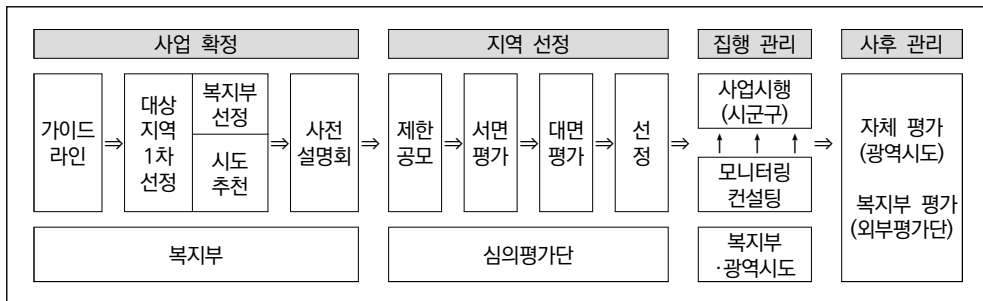 사업 확정
지역 선정
집행 관리
사후 관리
가이드
라인
⇒
대상
지역
1차
선정
복지부
선정
시도
추천
⇒
사전
설명회
⇒
제한
공모
⇒
서면
평가
⇒
대면
평가
⇒
선
정
⇒
사업시행
(시군구)
↑ ↑ ↑
모니터링
컨설팅
⇒
자체 평가
(광역시도)
복지부 평가
(외부평가단)
복지부
심의평가단
복지부
·광역시도